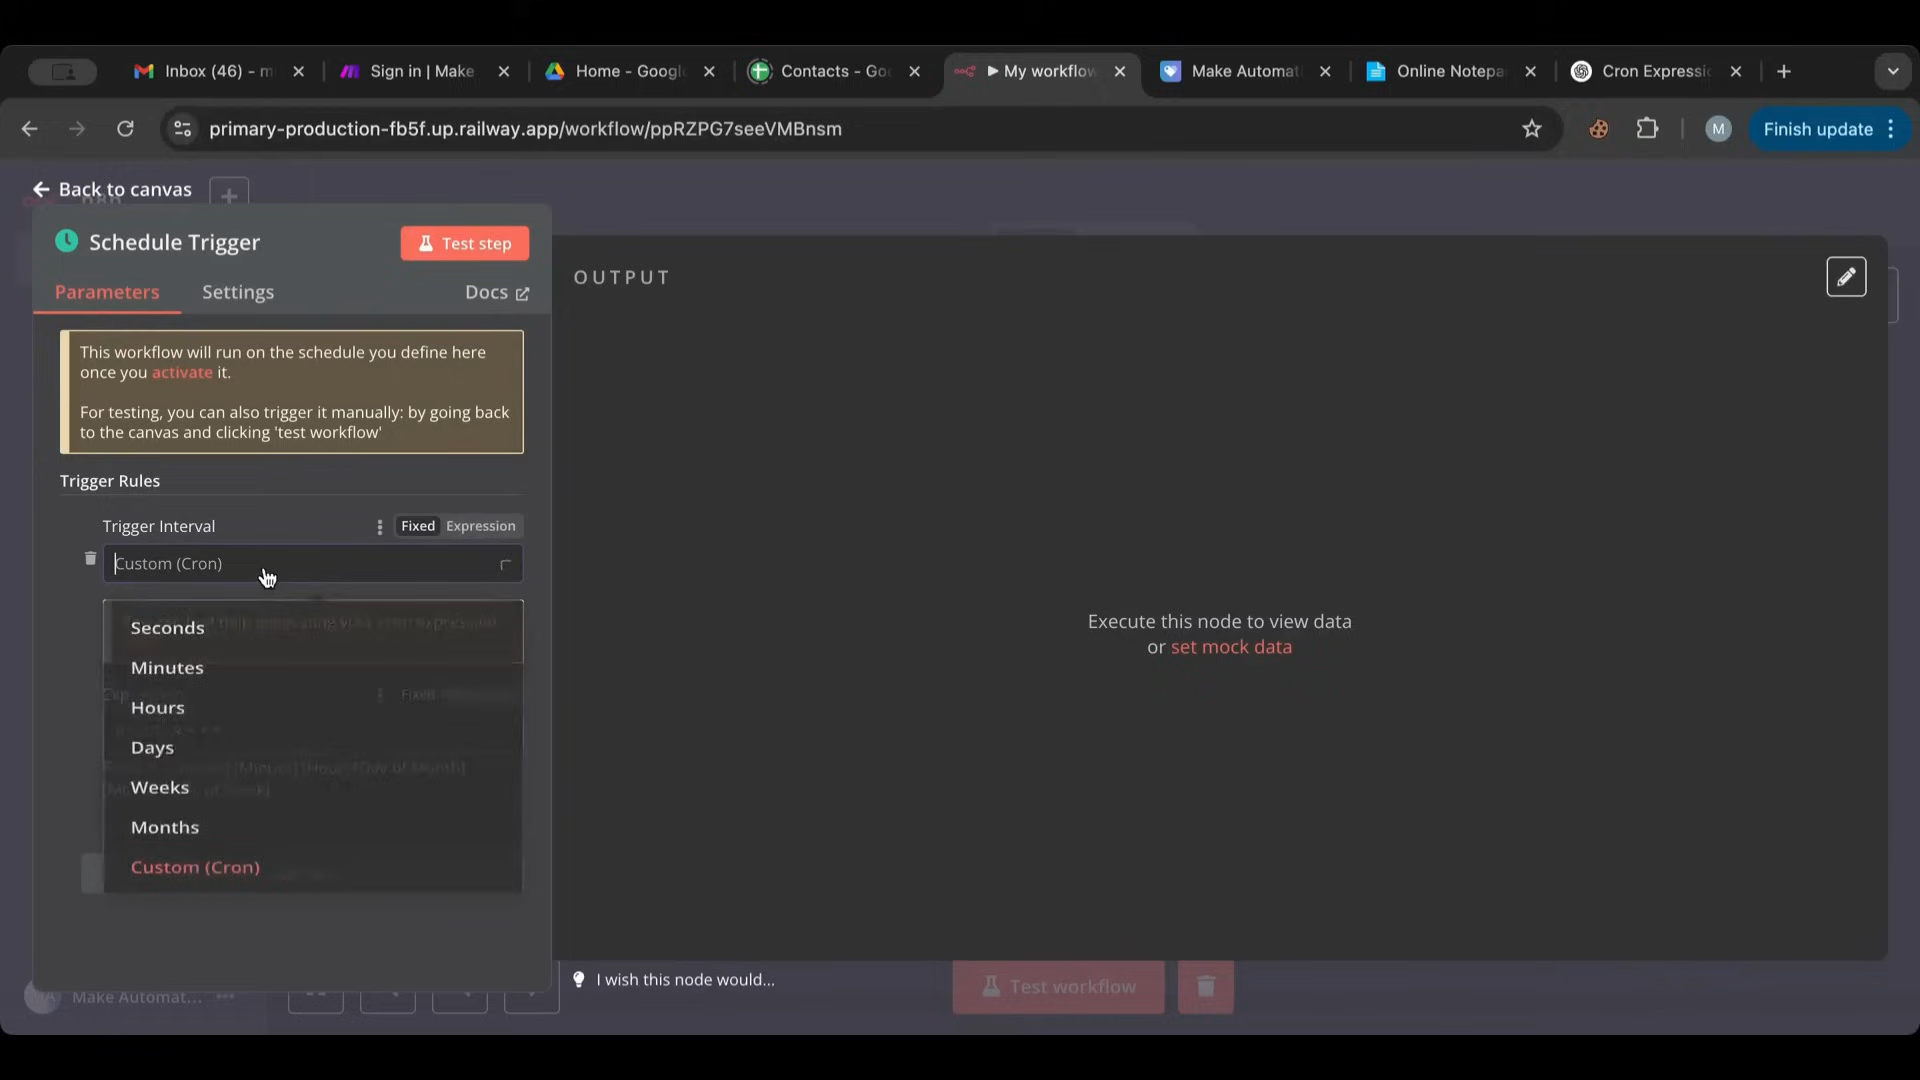 Inbox (46) - m
Sign in | Make
Home - Googl
Contacts - Go
▶ My workflow
Make Automat
Online Notepa
Cron Expressi
primary-production-fb5f.up.railway.app/workflow/ppRZPG7seeVMBnsm
M
Finish update
Back to canvas
Schedule Trigger
Test step
Parameters
Settings
Docs
This workflow will run on the schedule you define here
once you activate it.
For testing, you can also trigger it manually: by going back
to the canvas and clicking 'test workflow'
Trigger Rules
Trigger Interval
Fixed
Expression
Custom (Cron)
Seconds
Minutes
Hours
Days
Weeks
Months
Custom (Cron)
OUTPUT
Execute this node to view data
or set mock data
Make Automat...
I wish this node would...
Test workflow